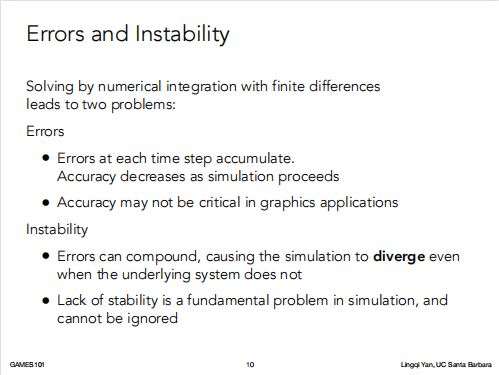 Errors and Instability
Solving by numerical integration with finite differences
leads to two problems:
Errors
• Errors at each time step accumulate.
Accuracy decreases as simulation proceeds
• Accuracy may not be critical in graphics applications
Instability
• Errors can compound, causing the simulation to diverge even
when the underlying system does not
• Lack of stability is a fundamental problem in simulation, and
cannot be ignored
GAMES101 10 Lingqi Yan, UC Santa Barbara